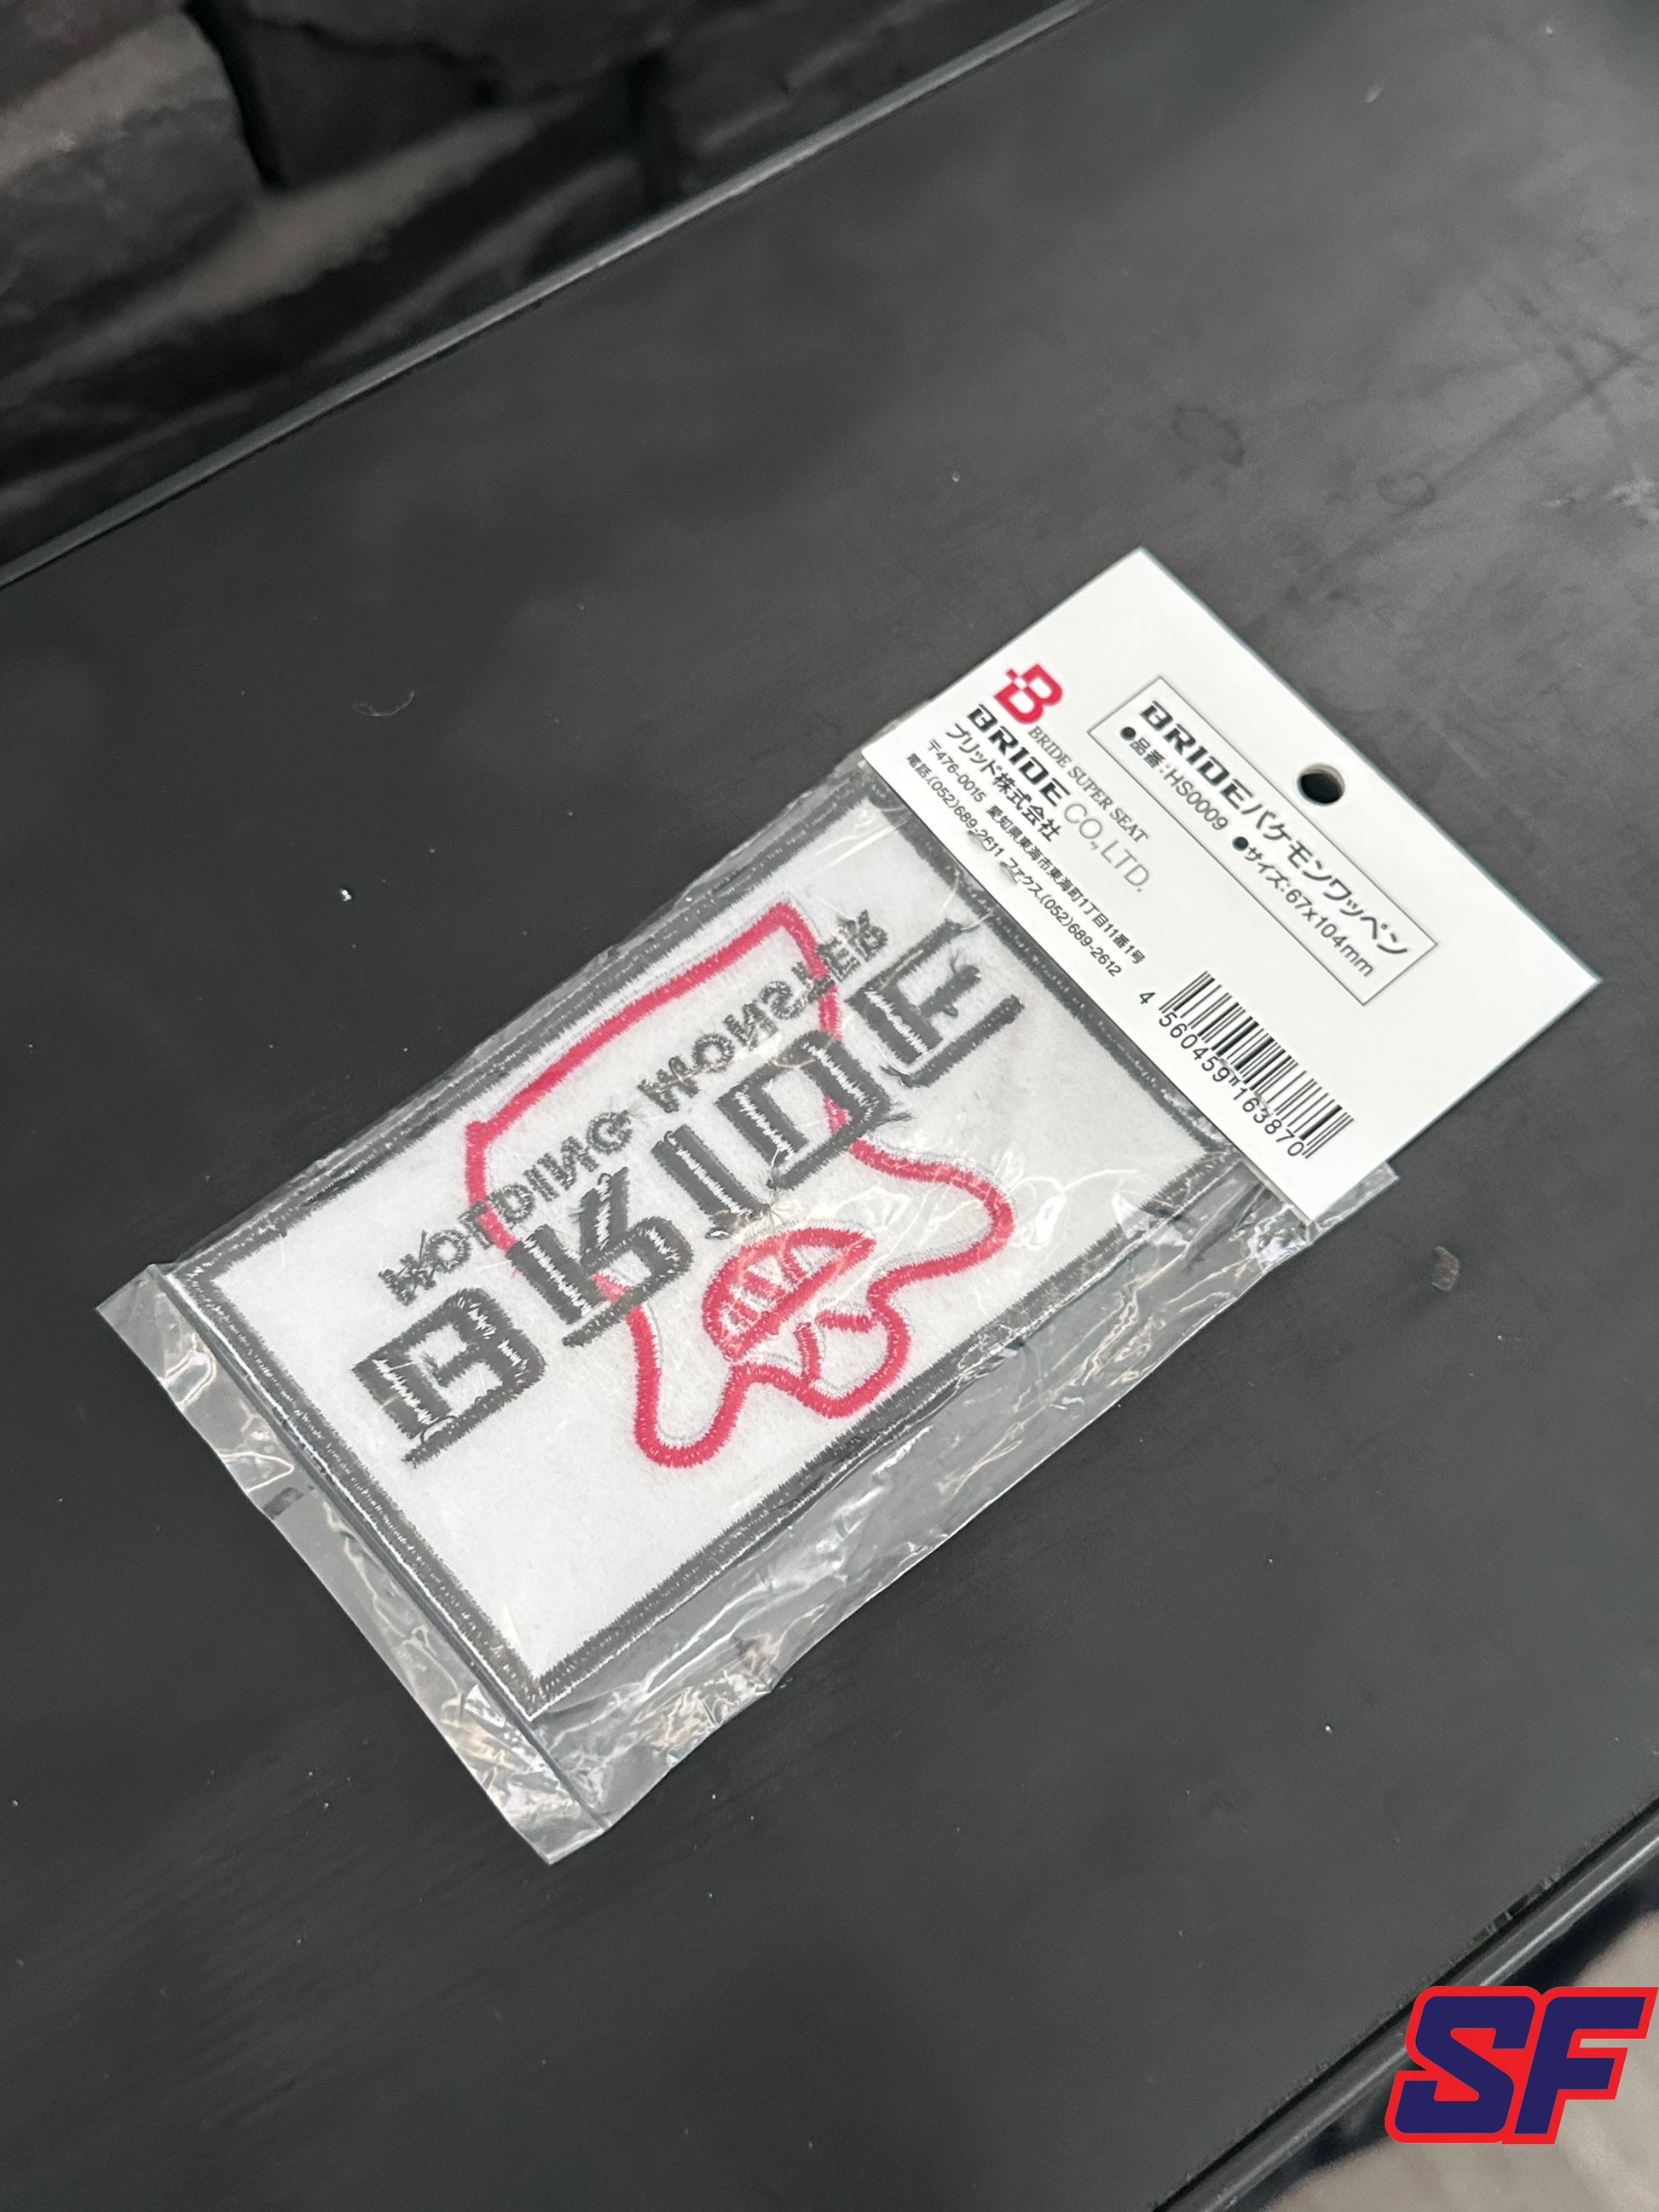 BRIDEバケモンワッペン
●品番：HS0009 ●サイズ：67x104mm
B
BRIDE SUPER SEAT
BRIDE CO.,LTD.
ブリッド株式会社
〒476-0015 愛知県東海市東海町1丁目11番1号
電話.(052)689-2611 ファクス.(052)689-2612
4 560459 163870
HOLDING MONSTER
BRIDE
SF